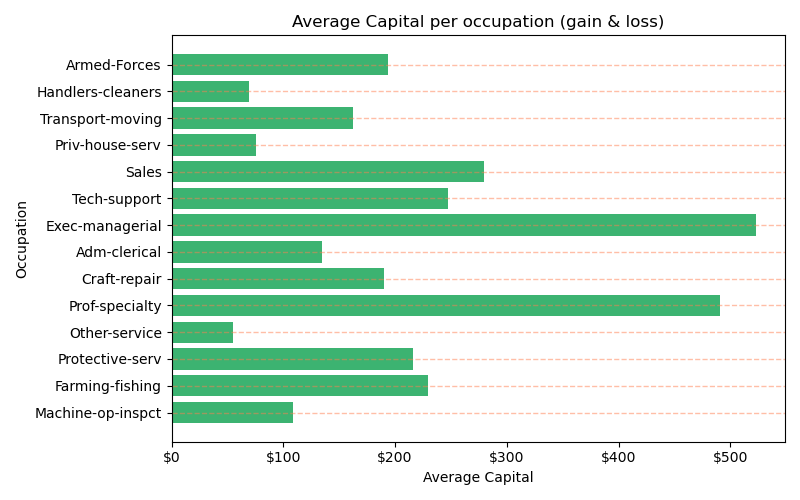 Average Capital per occupation (gain & loss)
Armed-Forces
Handlers-cleaners
Transport-moving
Priv-house-serv
Sales
Tech-support
Exec-managerial
Adm-clerical
Craft-repair
Prof-specialty
Other-service
Protective-serv
Farming-fishing
Machine-op-inspct
Occupation
$0 $100 $200 $300 $400 $500
Average Capital